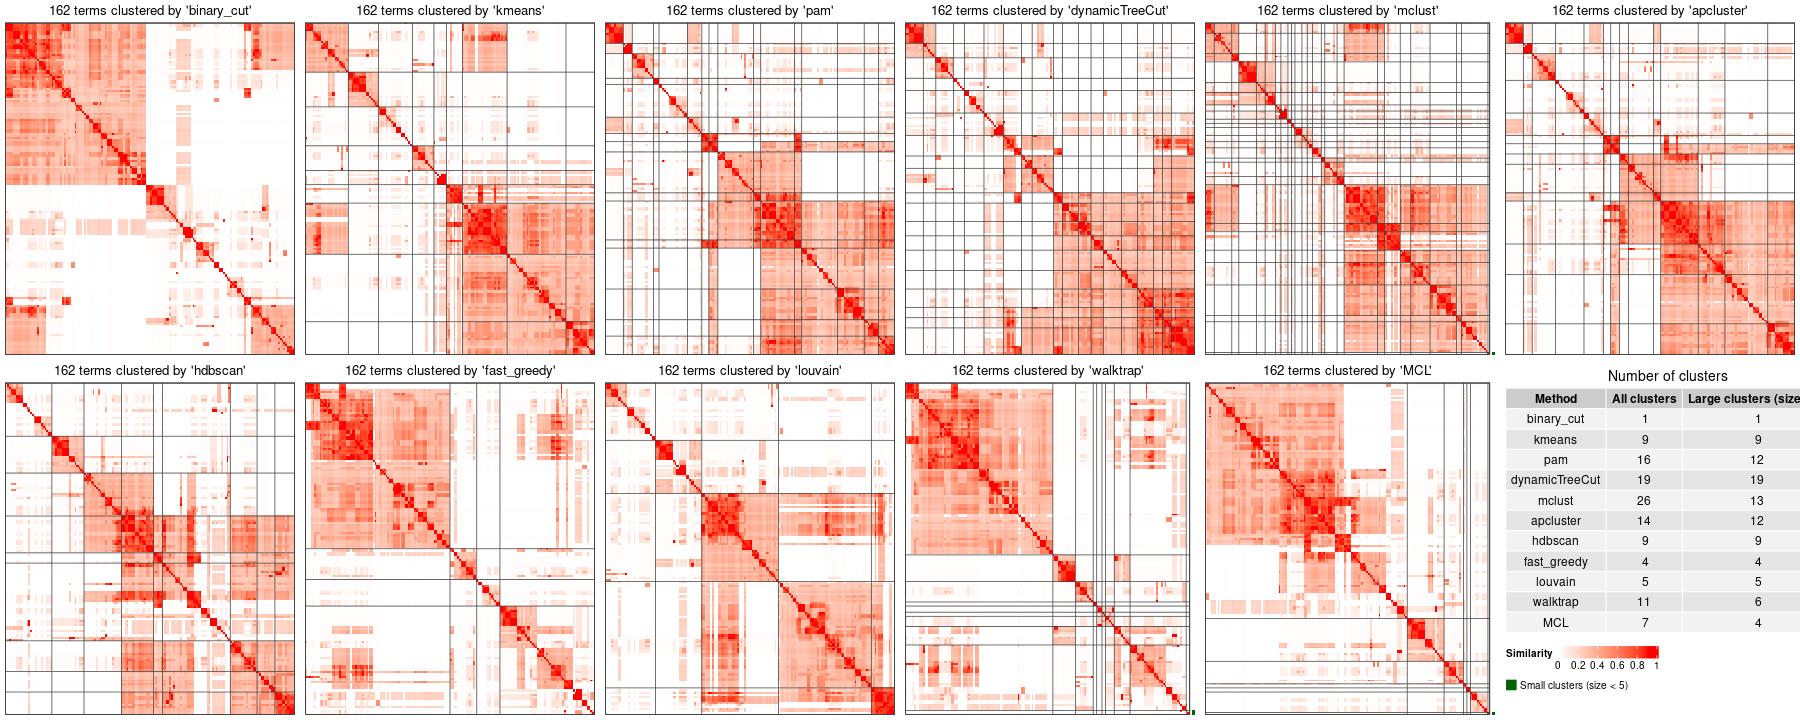 162 terms clustered by 'binary_cut'
162 terms clustered by 'kmeans'
162 terms clustered by 'pam'
162 terms clustered by 'dynamicTreeCut'
162 terms clustered by 'mclust'
162 terms clustered by 'apcluster'
162 terms clustered by 'hdbscan'
162 terms clustered by 'fast_greedy'
162 terms clustered by 'louvain'
162 terms clustered by 'walktrap'
162 terms clustered by 'MCL'
Number of clusters
Method All clusters Large clusters (size
binary_cut 1 1
kmeans 9 9
pam 16 12
dynamicTreeCut 19 19
mclust 26 13
apcluster 14 12
hdbscan 9 9
fast_greedy 4 4
louvain 5 5
walktrap 11 6
MCL 7 4
Similarity
0 0.2 0.4 0.6 0.8 1
Small clusters (size < 5)